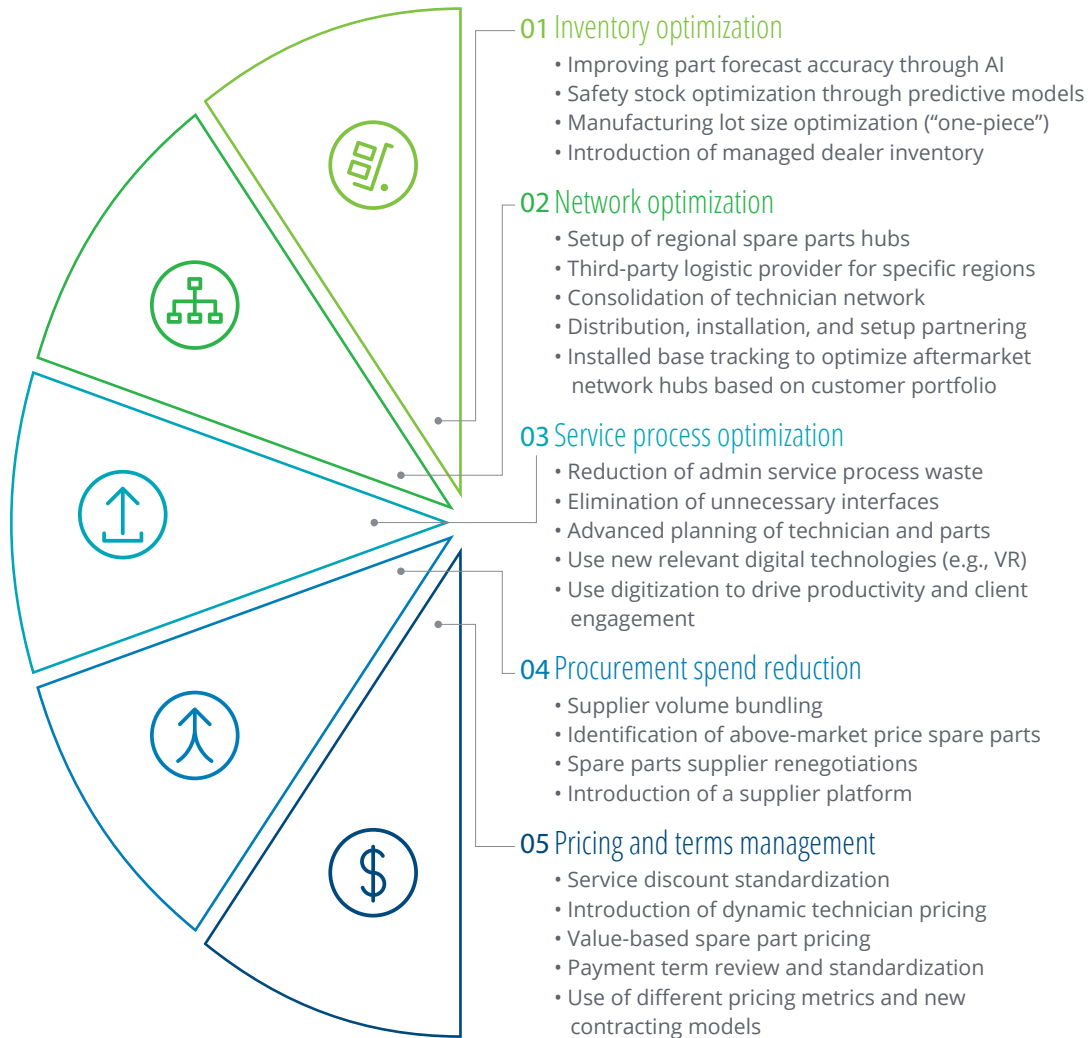 01 Inventory optimization
• Improving part forecast accuracy through AI
• Safety stock optimization through predictive models
• Manufacturing lot size optimization (“one-piece”)
• Introduction of managed dealer inventory
02 Network optimization
• Setup of regional spare parts hubs
• Third-party logistic provider for specific regions
• Consolidation of technician network
• Distribution, installation, and setup partnering
• Installed base tracking to optimize aftermarket
network hubs based on customer portfolio
03 Service process optimization
• Reduction of admin service process waste
• Elimination of unnecessary interfaces
• Advanced planning of technician and parts
• Use new relevant digital technologies (e.g., VR)
• Use digitization to drive productivity and client
engagement
04 Procurement spend reduction
• Supplier volume bundling
• Identification of above-market price spare parts
• Spare parts supplier renegotiations
• Introduction of a supplier platform
05 Pricing and terms management
• Service discount standardization
• Introduction of dynamic technician pricing
• Value-based spare part pricing
• Payment term review and standardization
• Use of different pricing metrics and new
contracting models
$